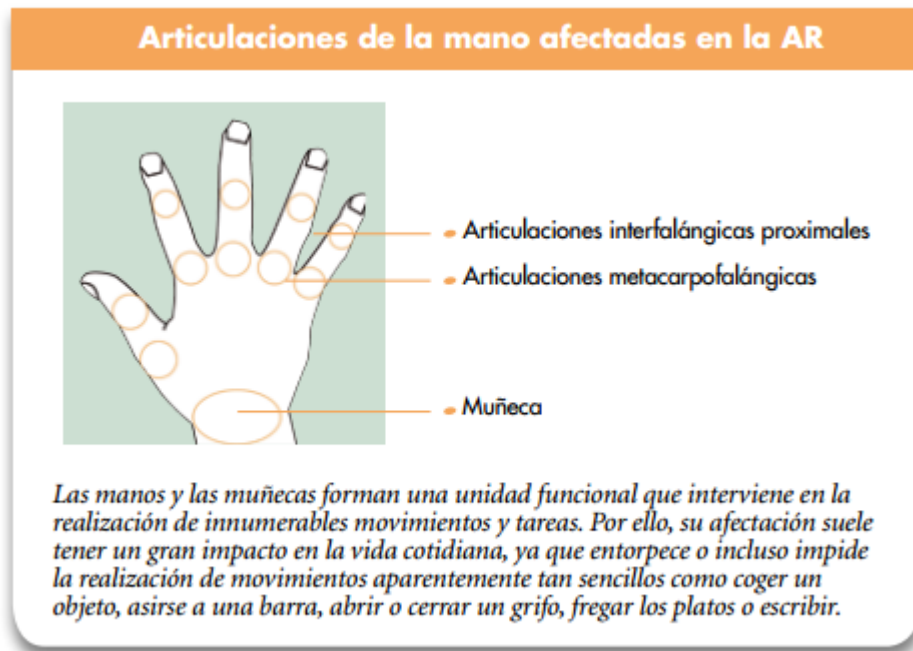 Articulaciones de la mano afectadas en la AR
Articulaciones interfalángicas proximales
Articulaciones metacarpofalángicas
Muñeca
Las manos y las muñecas forman una unidad funcional que interviene en la
realización de innumerables movimientos y tareas. Por ello, su afectación suele
tener un gran impacto en la vida cotidiana, ya que entorpece o incluso impide
la realización de movimientos aparentemente tan sencillos como coger un
objeto, asirse a una barra, abrir o cerrar un grifo, fregar los platos o escribir.